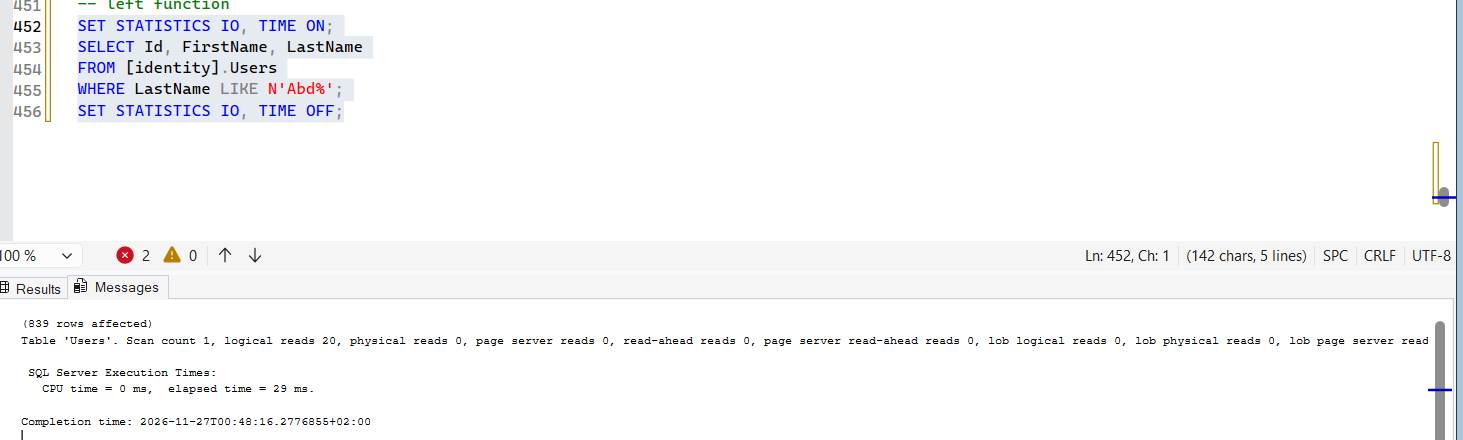 451 -- left function
452 SET STATISTICS IO, TIME ON;
453 SELECT Id, FirstName, LastName
454 FROM [identity].Users
455 WHERE LastName LIKE N'Abd%';
456 SET STATISTICS IO, TIME OFF;
100 % 2 0 Ln: 452, Ch: 1 (142 chars, 5 lines) SPC CRLF UTF-8
Results Messages
(839 rows affected)
Table 'Users'. Scan count 1, logical reads 20, physical reads 0, page server reads 0, read-ahead reads 0, page server read-ahead reads 0, lob logical reads 0, lob physical reads 0, lob page server read
SQL Server Execution Times:
CPU time = 0 ms, elapsed time = 29 ms.
Completion time: 2026-11-27T00:48:16.2776855+02:00